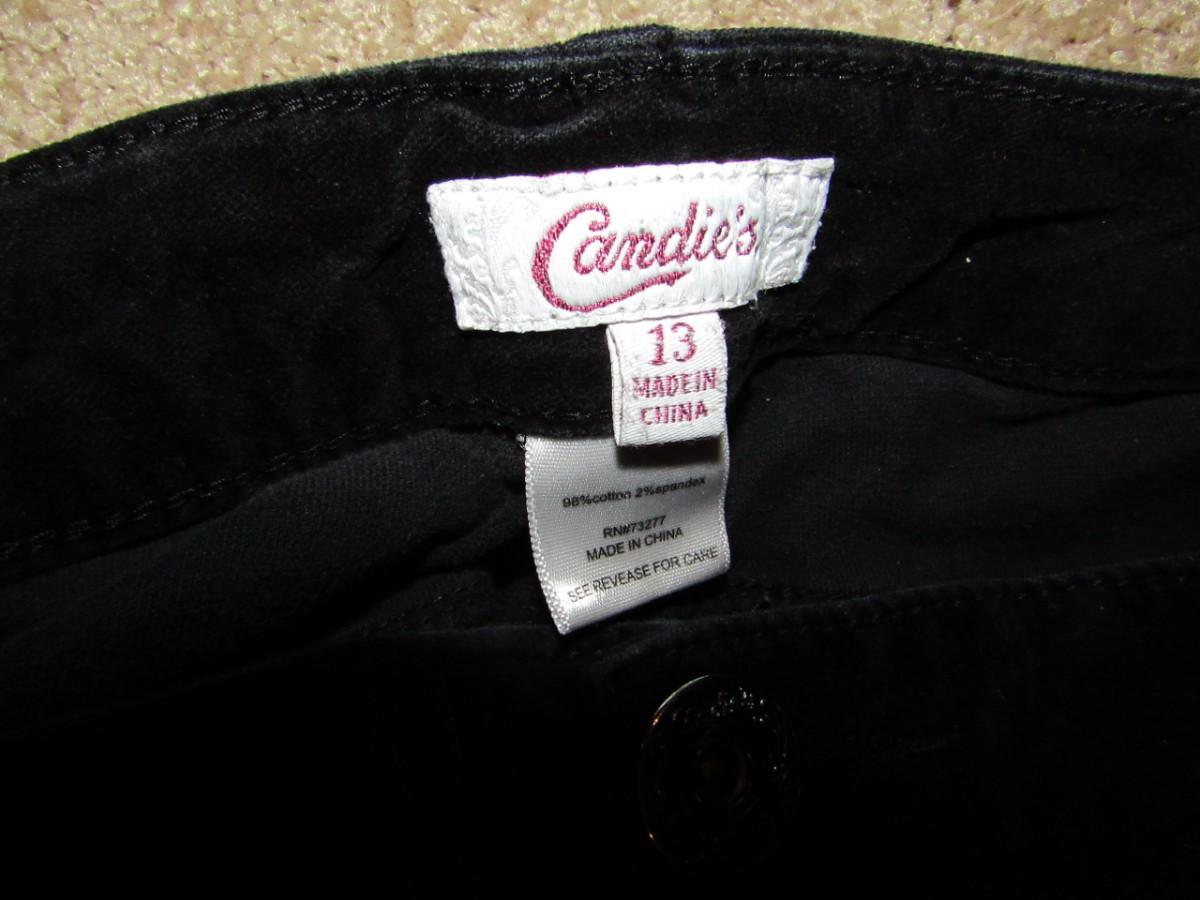 Candie's
13
MADE IN
CHINA
98%cotton 2%spandex
RN#73277
MADE IN CHINA
SEE REVEASE FOR CARE